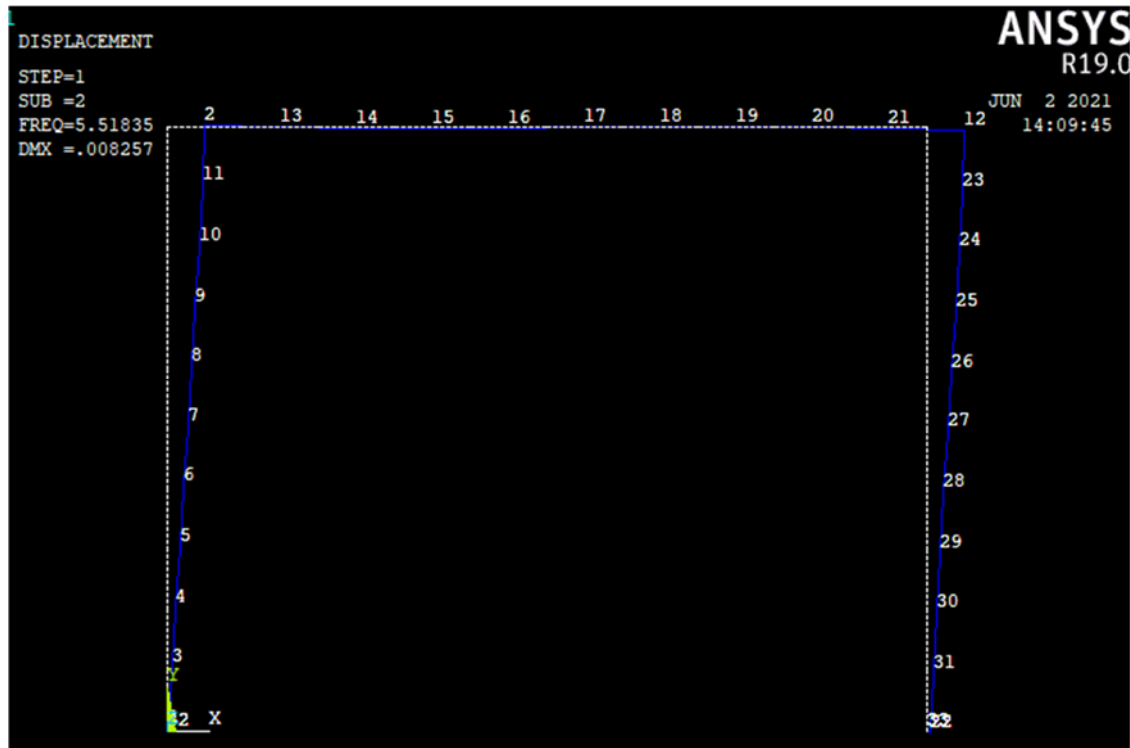 1
DISPLACEMENT
STEP=1
SUB =2
FREQ=5.51835
DMX =.008257
ANSYS
R19.0
JUN 2 2021
14:09:45
2 13 14 15 16 17 18 19 20 21 12
11 23
10 24
9 25
8 26
7 27
6 28
5 29
4 30
3 31
Y
X